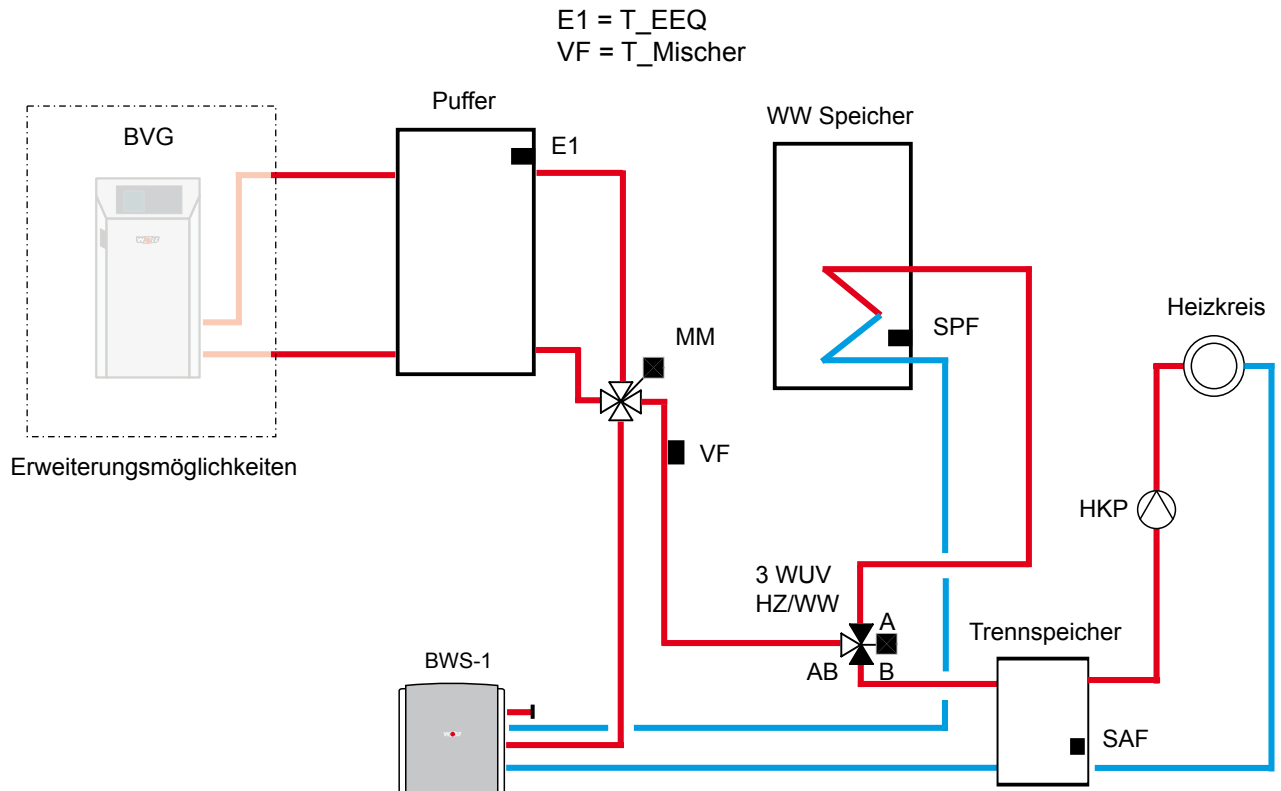 E1 = T_EEQ
VF = T_Mischer
Puffer
WW Speicher
BVG
E1
MM
SPF
Heizkreis
VF
Erweiterungsmöglichkeiten
HKP
3 WUV
HZ/WW
A
AB
B
Trennspeicher
BWS-1
SAF